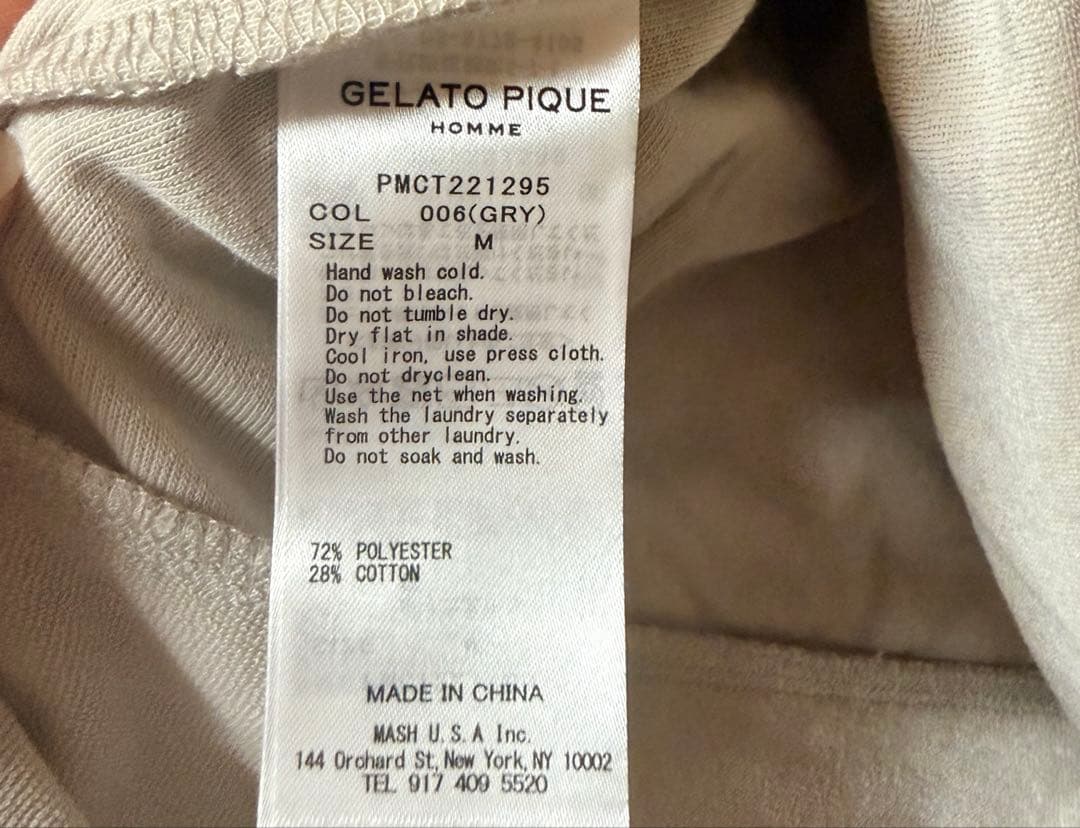 GELATO PIQUE
HOMME
PMCT221295
COL 006(GRY)
SIZE M
Hand wash cold.
Do not bleach.
Do not tumble dry.
Dry flat in shade.
Cool iron, use press cloth.
Do not dryclean.
Use the net when washing.
Wash the laundry separately
from other laundry.
Do not soak and wash.
72% POLYESTER
28% COTTON
MADE IN CHINA
MASH U.S.A Inc.
144 Orchard St, New York, NY 10002
TEL 917 409 5520